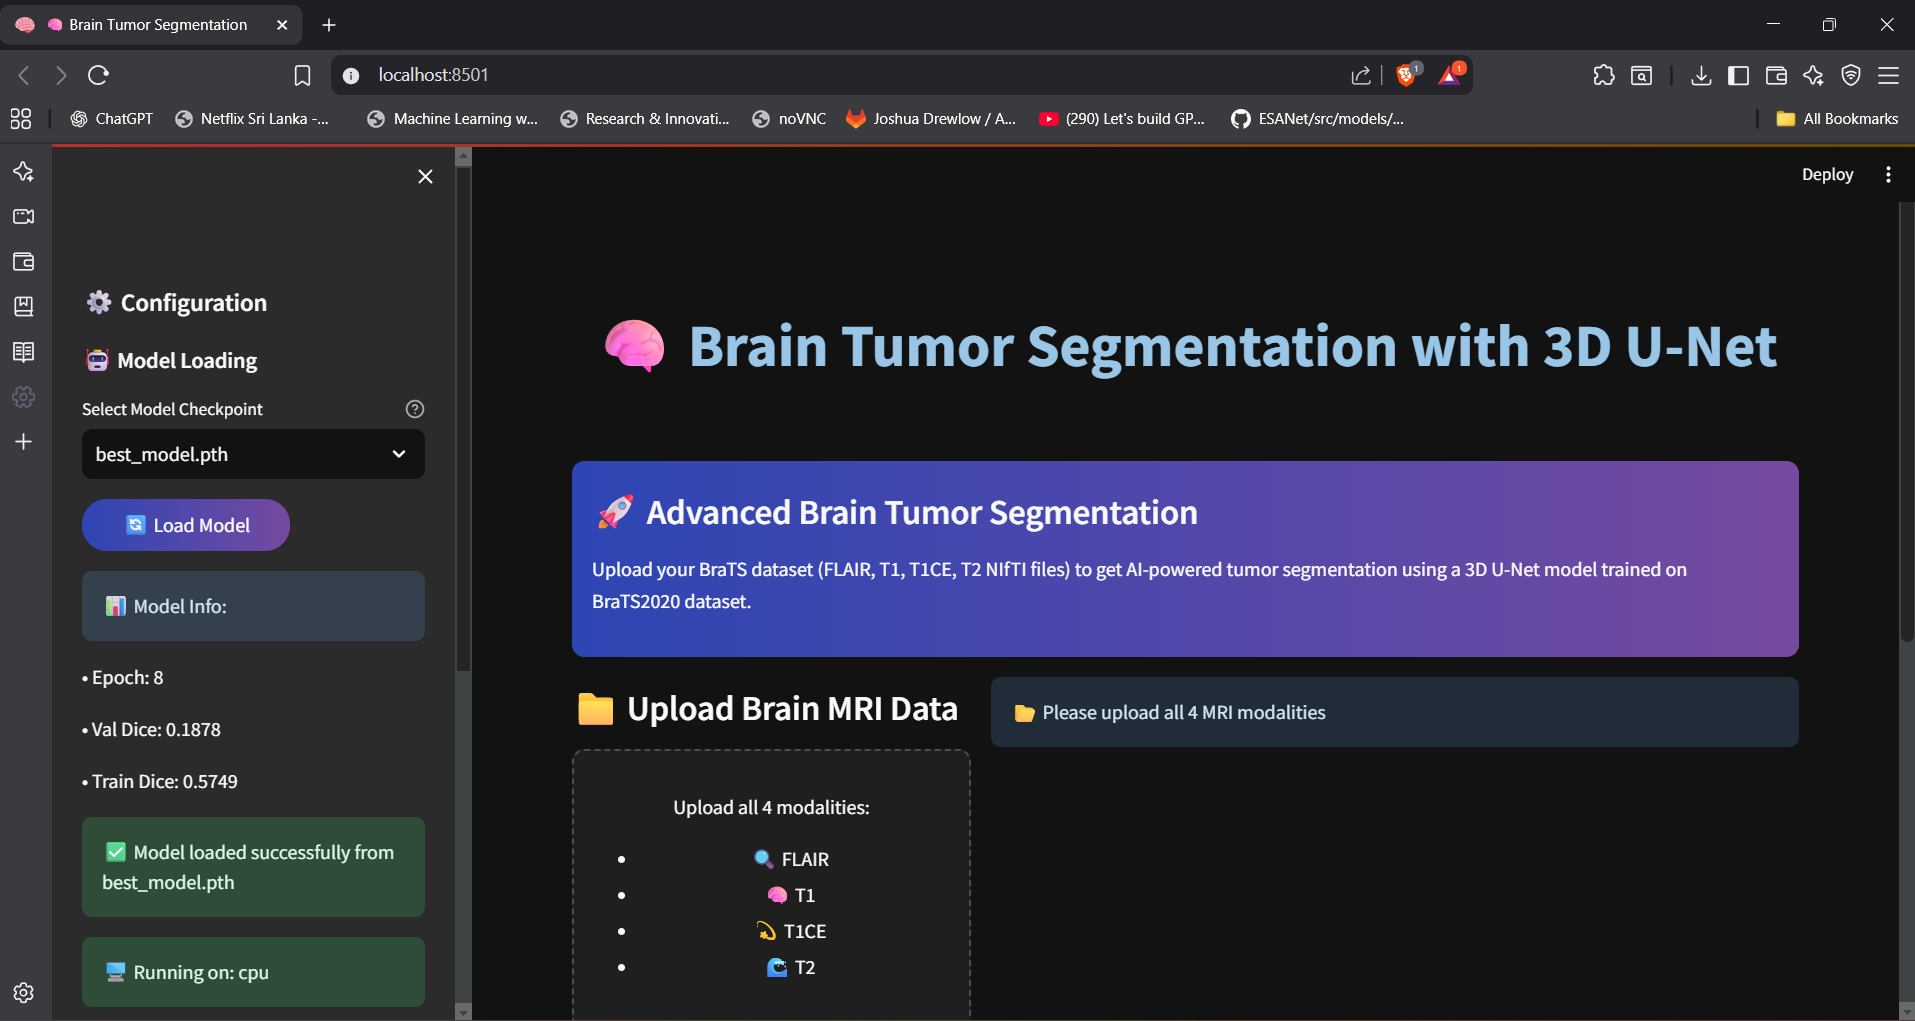 Brain Tumor Segmentation
localhost:8501
1
1
ChatGPT
Netflix Sri Lanka -...
Machine Learning w...
Research & Innovati...
noVNC
Joshua Drewlow / A...
(290) Let's build GP...
ESANet/src/models/...
All Bookmarks
Deploy
Configuration
Model Loading
Select Model Checkpoint
best_model.pth
Load Model
Model Info:
• Epoch: 8
• Val Dice: 0.1878
• Train Dice: 0.5749
Model loaded successfully from
best_model.pth
Running on: cpu
Brain Tumor Segmentation with 3D U-Net
Advanced Brain Tumor Segmentation
Upload your BraTS dataset (FLAIR, T1, T1CE, T2 NIfTI files) to get AI-powered tumor segmentation using a 3D U-Net model trained on
BraTS2020 dataset.
Upload Brain MRI Data
Please upload all 4 MRI modalities
Upload all 4 modalities:
• FLAIR
• T1
• T1CE
• T2